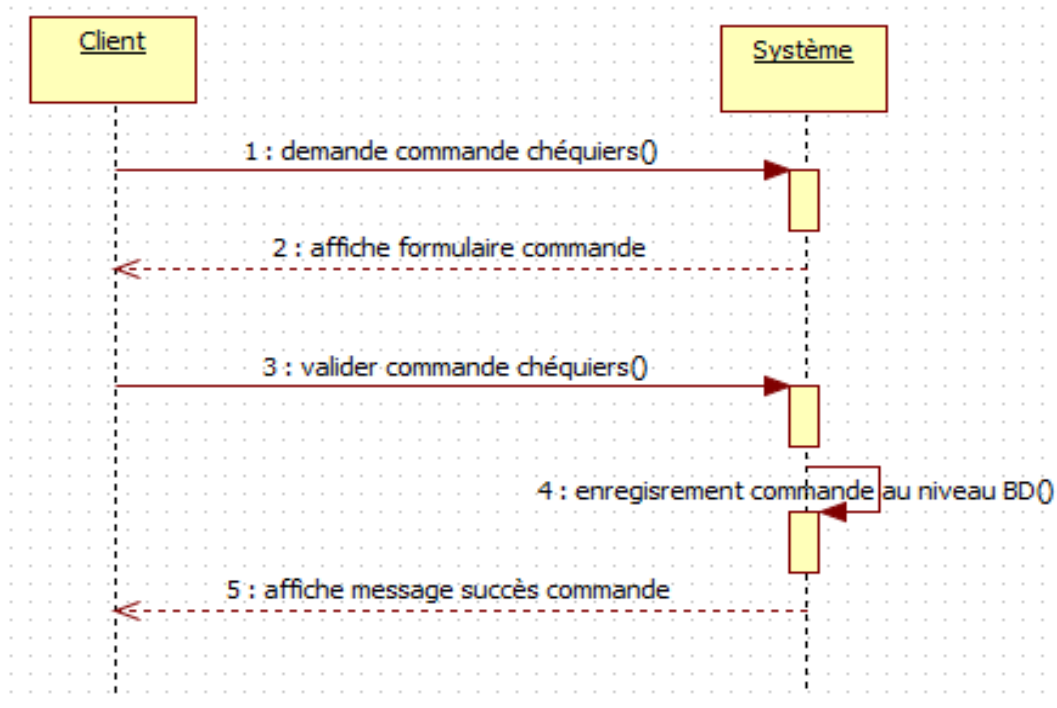 Client
Système
1 : demande commande chéquiers()
2 : affiche formulaire commande
3 : valider commande chéquiers()
4 : enregisrement commande au niveau BD()
5 : affiche message succès commande